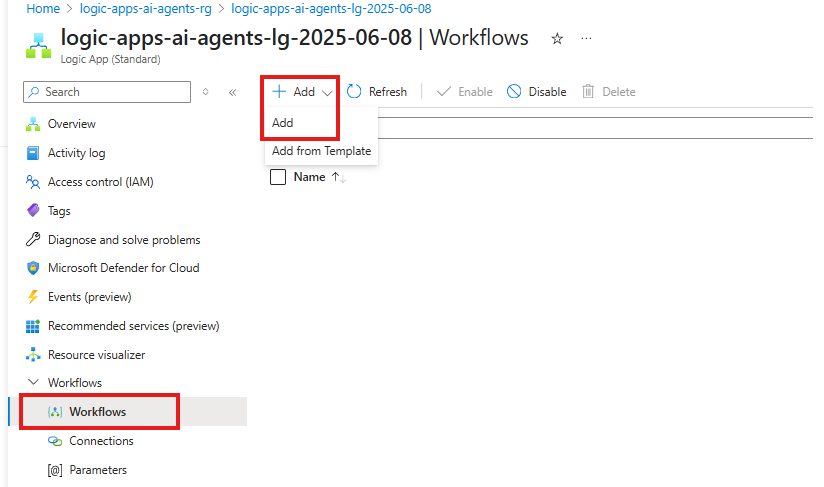 Home > logic-apps-ai-agents-rg > logic-apps-ai-agents-lg-2025-06-08
logic-apps-ai-agents-lg-2025-06-08 | Workflows
Logic App (Standard)
Search
Add Refresh Enable Disable Delete
Add
Add from Template
Name
Overview
Activity log
Access control (IAM)
Tags
Diagnose and solve problems
Microsoft Defender for Cloud
Events (preview)
Recommended services (preview)
Resource visualizer
Workflows
Workflows
Connections
Parameters